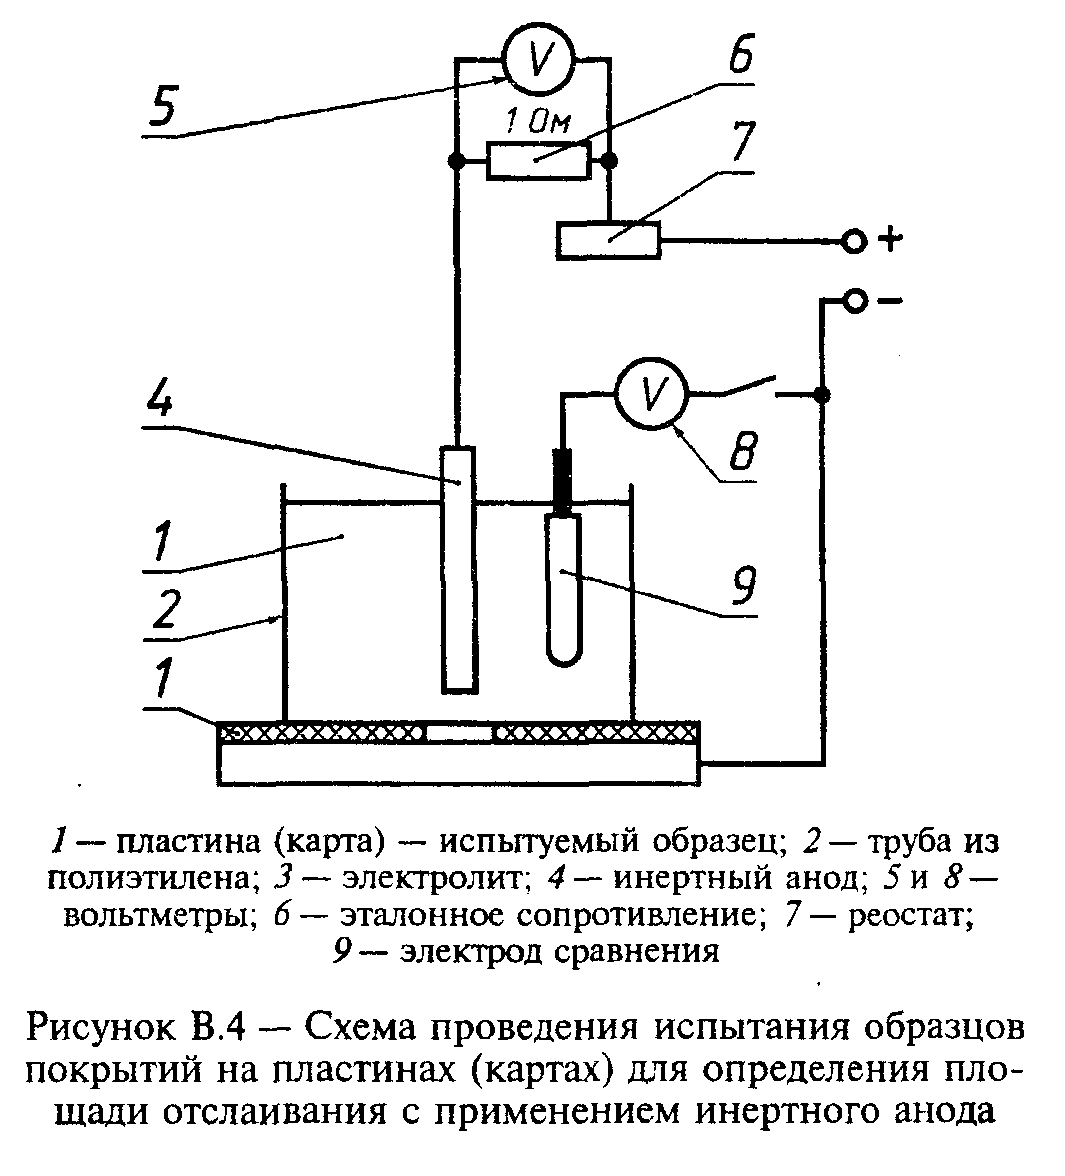 V
5
1 Ом
6
7
+
−
4
V
8
1
9
2
1
1 — пластина (карта) — испытуемый образец; 2 — труба из
полиэтилена; 3 — электролит; 4 — инертный анод; 5 и 8 —
вольтметры; 6 — эталонное сопротивление; 7 — реостат;
9 — электрод сравнения
Рисунок В.4 — Схема проведения испытания образцов
покрытий на пластинах (картах) для определения пло-
щади отслаивания с применением инертного анода